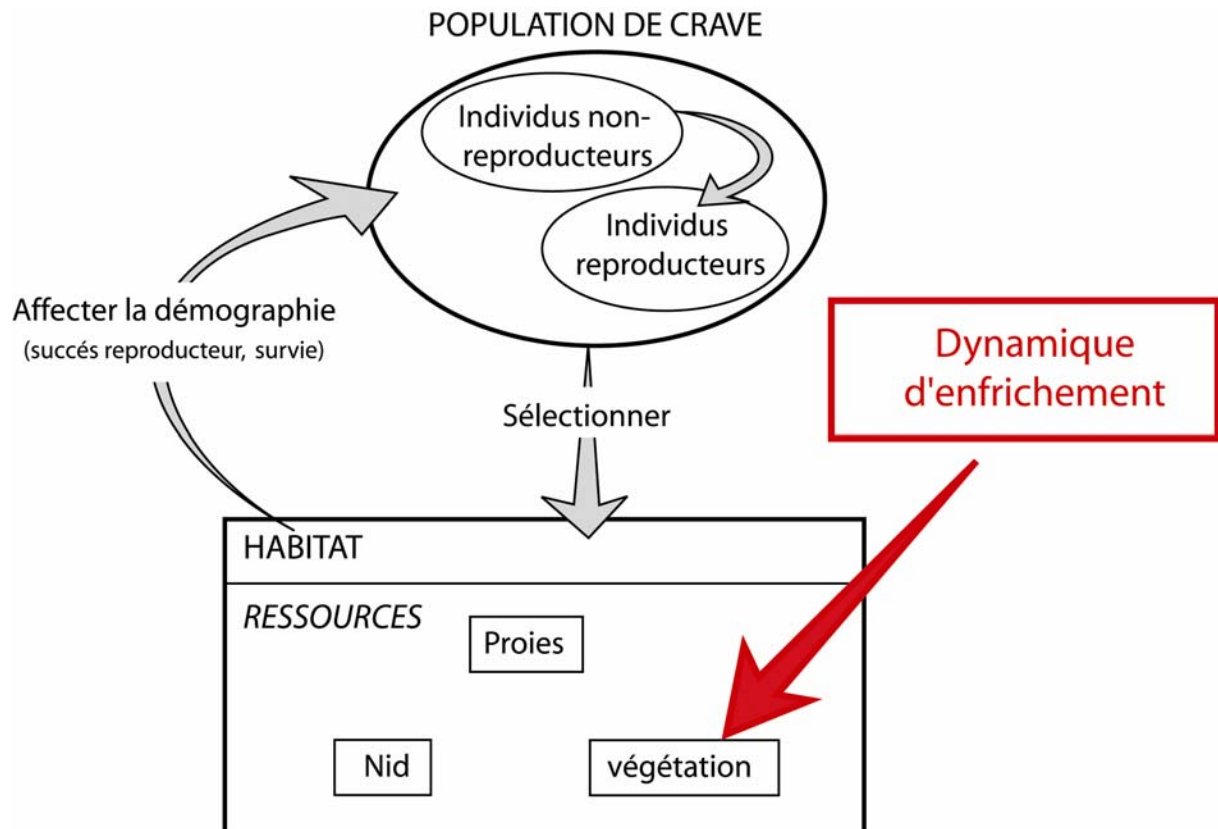 POPULATION DE CRAVE
Individus non-
reproducteurs
Individus
reproducteurs
Affecter la démographie
(succés reproducteur, survie)
Sélectionner
Dynamique
d'enfrichement
HABITAT
RESSOURCES
Proies
Nid
végétation